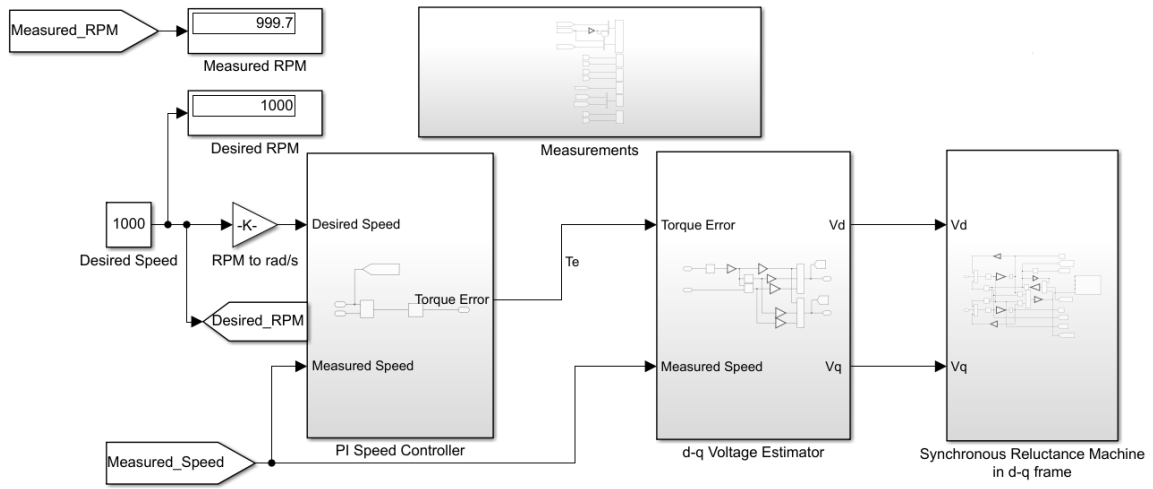 Measured_RPM
999.7
Measured RPM
1000
Desired RPM
Measurements
1000
Desired Speed
-K-
RPM to rad/s
Desired_RPM
Measured_Speed
Desired Speed
Torque Error
Measured Speed
PI Speed Controller
Te
Torque Error
Vd
Measured Speed
Vq
d-q Voltage Estimator
Vd
Vq
Synchronous Reluctance Machine
in d-q frame